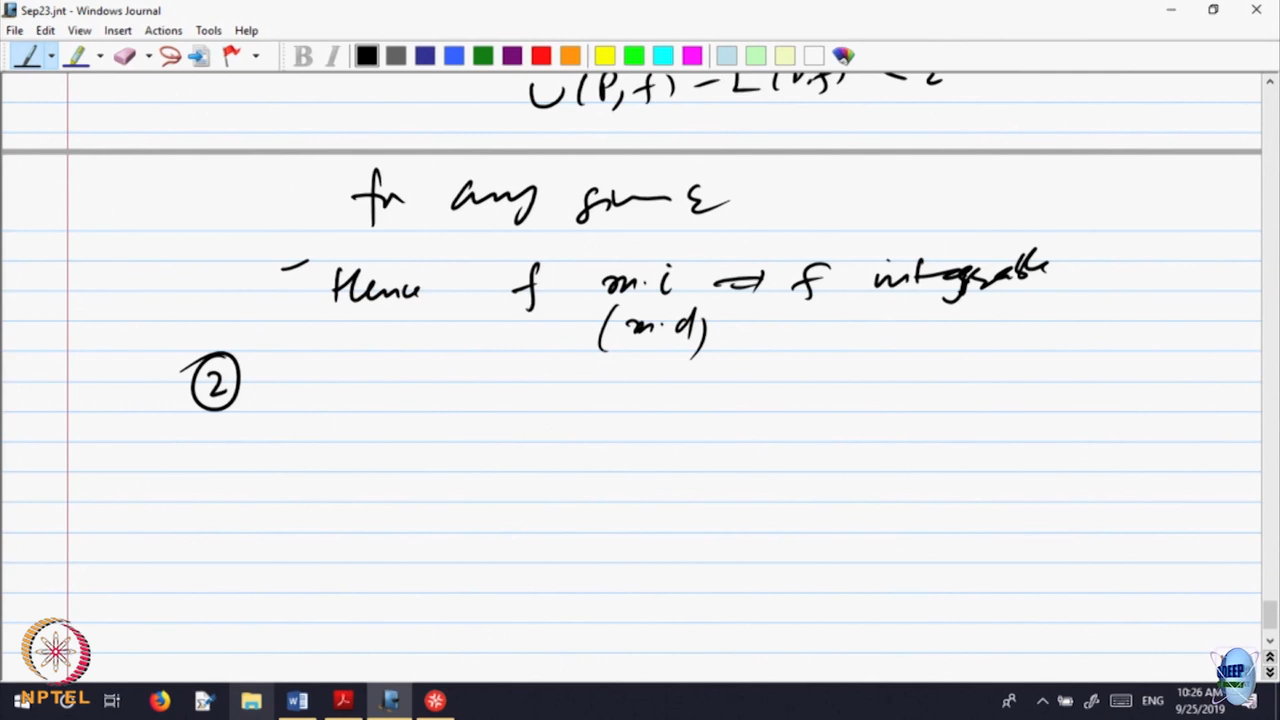 Sep23.jnt - Windows Journal
File Edit View Insert Actions Tools Help
B I
U(P,f) - L(P,f) < ε
for any given ε
Hence f m.i ⇒ f integrable
(m.d)
2
NPTEL
ENG
10:26 AM
9/25/2019